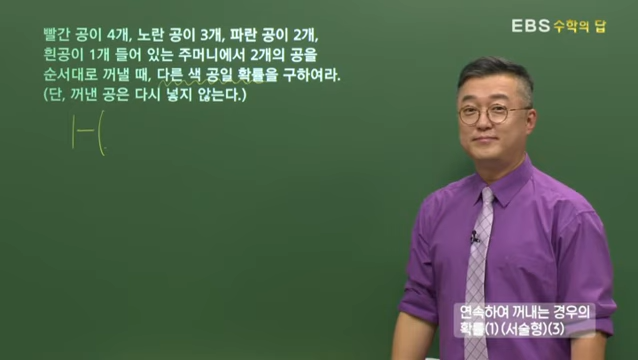 EBS 수학의 답
빨간 공이 4개, 노란 공이 3개, 파란 공이 2개,
흰공이 1개 들어 있는 주머니에서 2개의 공을
순서대로 꺼낼 때, 다른 색 공일 확률을 구하여라.
(단, 꺼낸 공은 다시 넣지 않는다.)
1-(
연속하여 꺼내는 경우의
확률(1) (서술형)(3)